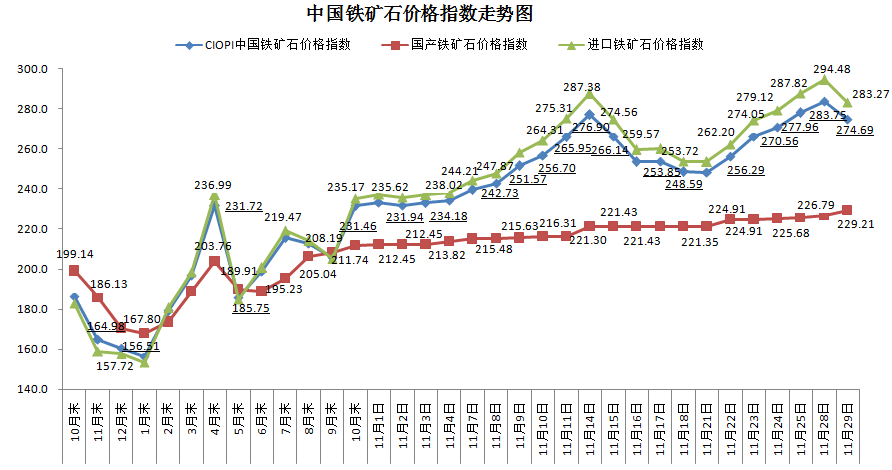 中国铁矿石价格指数走势图
CIOPI中国铁矿石价格指数 国产铁矿石价格指数 进口铁矿石价格指数
300.0
280.0
260.0
240.0
220.0
200.0
180.0
160.0
140.0
199.14
186.13
164.98
157.72
167.80
156.51
236.99
231.72
203.76
189.91
185.75
219.47
195.23
208.19
205.04
235.17
231.46
211.74
235.62
231.94
212.45
238.02
234.18
212.45
213.82
244.21
247.87
242.73
215.48
251.57
215.63
264.31
256.70
216.31
275.31
265.95
287.38
276.90
221.30
274.56
266.14
221.43
259.57
253.85
221.43
253.72
248.59
221.35
262.20
256.29
224.91
224.91
274.05
279.12
270.56
225.68
287.82
277.96
226.79
294.48
283.75
283.27
274.69
229.21
10月末
11月末
12月末
1月末
2月末
3月末
4月末
5月末
6月末
7月末
8月末
9月末
10月末
11月1日
11月2日
11月3日
11月4日
11月7日
11月8日
11月9日
11月10日
11月11日
11月14日
11月15日
11月16日
11月17日
11月18日
11月21日
11月22日
11月23日
11月24日
11月25日
11月28日
11月29日